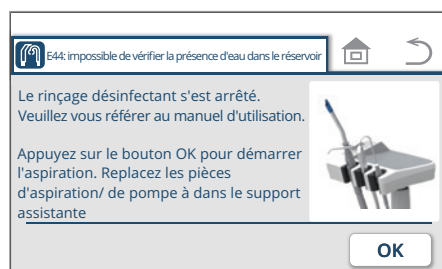 E44: impossible de vérifier la présence d'eau dans le réservoir
Le rinçage désinfectant s'est arrêté.
Veuillez vous référer au manuel d'utilisation.
Appuyez sur le bouton OK pour démarrer
l'aspiration. Replacez les pièces
d'aspiration/ de pompe à dans le support
assistante
OK